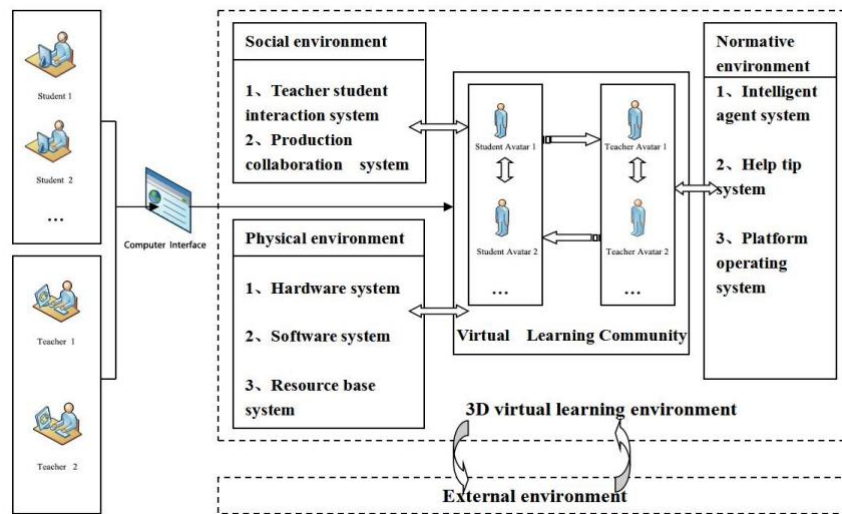 Student 1
Student 2
...
Teacher 1
Teacher 2
Computer Interface
Social environment
1、Teacher student
interaction system
2、Production
collaboration system
Physical environment
1、Hardware system
2、Software system
3、Resource base
system
Student Avatar 1
Student Avatar 2
...
Teacher Avatar 1
Teacher Avatar 2
...
Virtual Learning Community
Normative
environment
1、Intelligent
agent system
2、Help tip
system
3、Platform
operating
system
3D virtual learning environment
External environment